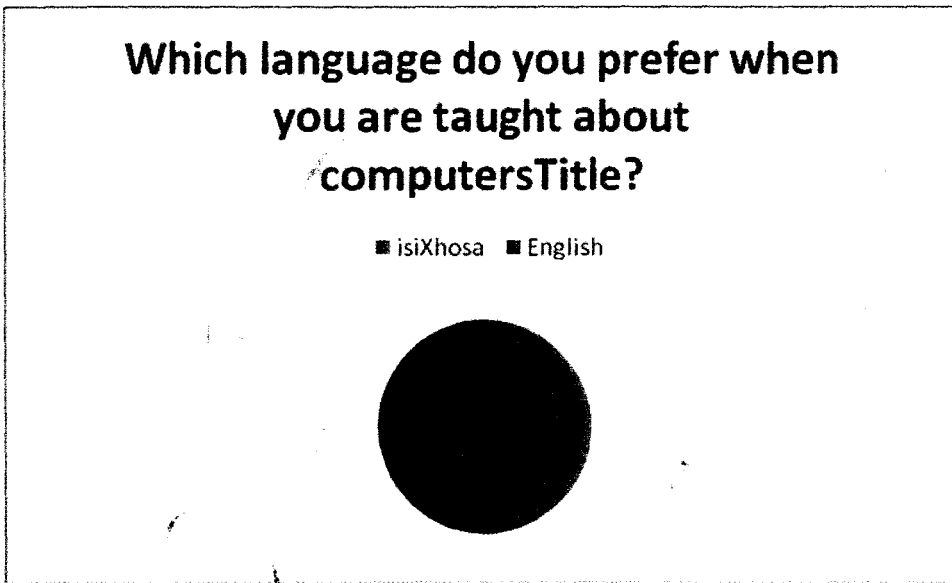 Which language do you prefer when
you are taught about
computersTitle?
isiXhosa English